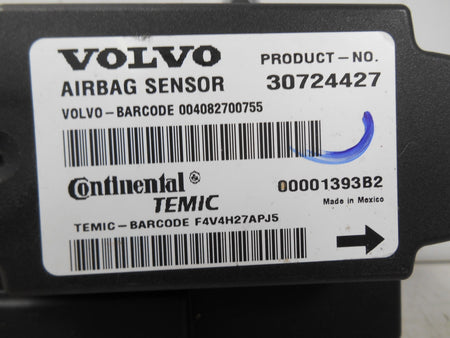 VOLVO PRODUCT-NO.
AIRBAG SENSOR 30724427
VOLVO-BARCODE 004082700755
Continental ® 00001393B2
TEMIC Made in Mexico
TEMIC-BARCODE F4V4H27APJ5